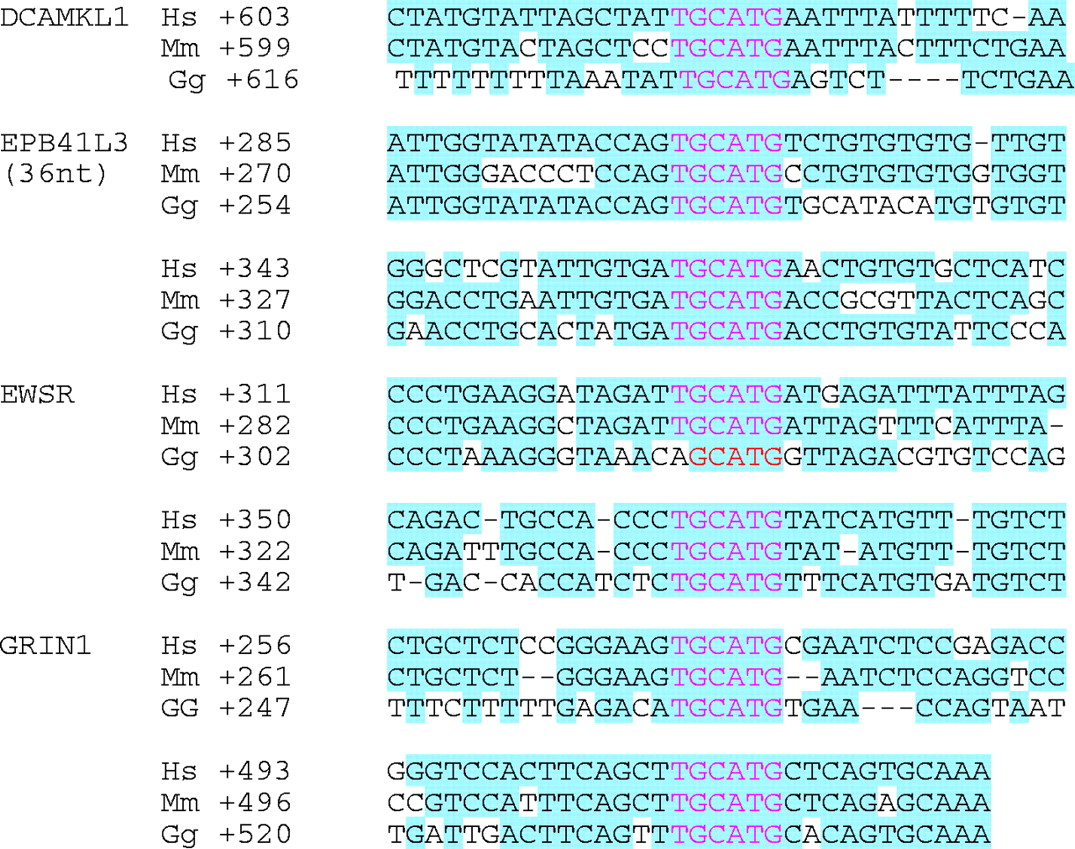 DCAMKL1 Hs +603 CTATGTATTAGCTATTGCATGAATTTATTTTTC-AA
Mm +599 CTATGTACTAGCTCCTGCATGAATTTACTTTCTGAA
Gg +616 TTTTTTTTTAAATATTGCATGAGTCT----TCTGAA
EPB41L3 Hs +285 ATTGGTATATACCAGTGCATGTCTGTGTGTG-TTGT
(36nt) Mm +270 ATTGGGACCCTCCAGTGCATGCCTGTGTGTGGTGGT
Gg +254 ATTGGTATATACCAGTGCATGTGCATACATGTGTGT
Hs +343 GGGCTCGTATTGTGATGCATGAACTGTGTGCTCATC
Mm +327 GGACCTGAATTGTGATGCATGACCGCGTTACTCAGC
Gg +310 GAACCTGCACTATGATGCATGACCTGTGTATTCCCA
EWSR Hs +311 CCCTGAAGGATAGATTGCATGATGAGATTTATTTAG
Mm +282 CCCTGAAGGCTAGATTGCATGATTAGTTTCATTTA-
Gg +302 CCCTAAAGGGTAAACAGCATGGTTAGACGTGTCCAG
Hs +350 CAGAC-TGCCA-CCCTGCATGTATCATGTT-TGTCT
Mm +322 CAGATTTGCCA-CCCTGCATGTAT-ATGTT-TGTCT
Gg +342 T-GAC-CACCATCTCTGCATGTTTCATGTGATGTCT
GRIN1 Hs +256 CTGCTCTCCGGGAAGTGCATGCGAATCTCCGAGACC
Mm +261 CTGCTCT--GGGAAGTGCATG--AATCTCCAGGTCC
GG +247 TTTCTTTTTGAGACATGCATGTGAA---CCAGTAAT
Hs +493 GGGTCCACTTCAGCTTGCATGCTCAGTGCAAA
Mm +496 CCGTCCATTTCAGCTTGCATGCTCAGAGCAAA
Gg +520 TGATTGACTTCAGTTTGCATGCACAGTGCAAA